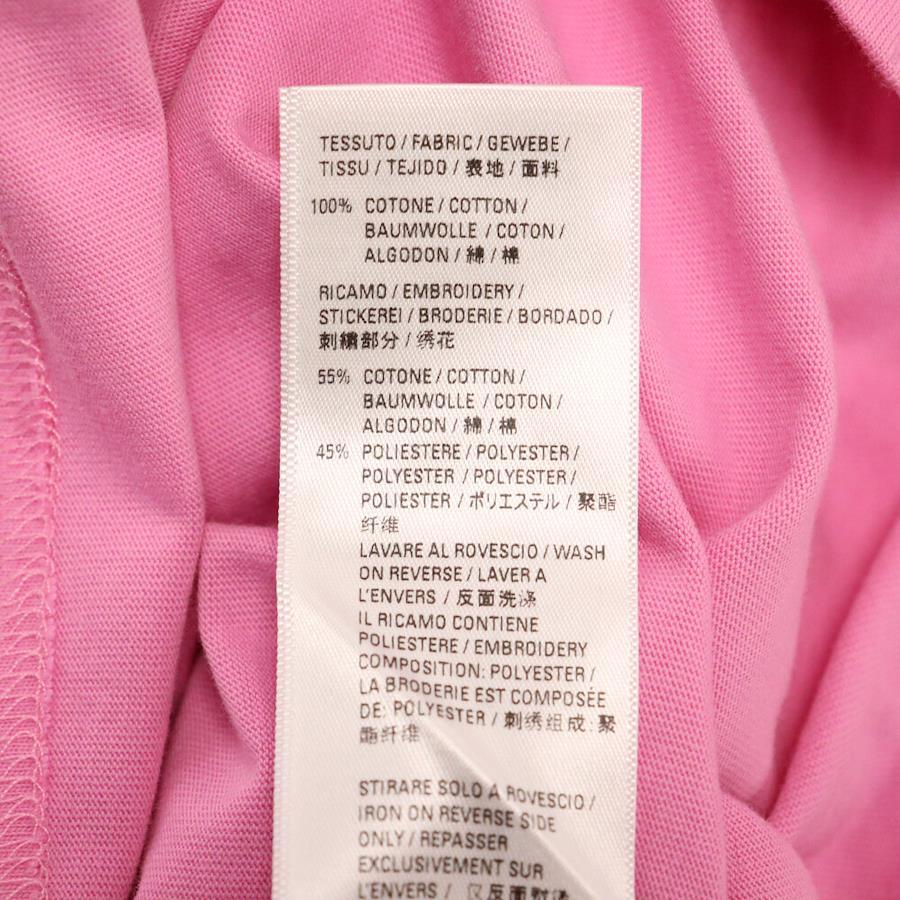 TESSUTO / FABRIC / GEWEBE /
TISSU / TEJIDO / 表地 / 面料
100% COTONE / COTTON /
BAUMWOLLE / COTON /
ALGODON / 綿 / 棉
RICAMO / EMBROIDERY /
STICKEREI / BRODERIE / BORDADO /
刺繍部分 / 绣花
55% COTONE / COTTON /
BAUMWOLLE / COTON /
ALGODON / 綿 / 棉
45% POLIESTERE / POLYESTER /
POLYESTER / POLYESTER /
POLIESTER / ポリエステル / 聚酯
纤维
LAVARE AL ROVESCIO / WASH
ON REVERSE / LAVER A
L'ENVERS / 反面洗涤
IL RICAMO CONTIENE
POLIESTERE / EMBROIDERY
COMPOSITION: POLYESTER /
LA BRODERIE EST COMPOSÉE
DE: POLYESTER / 刺绣组成: 聚
酯纤维
STIRARE SOLO A ROVESCIO /
IRON ON REVERSE SIDE
ONLY / REPASSER
EXCLUSIVEMENT SUR
L'ENVERS /